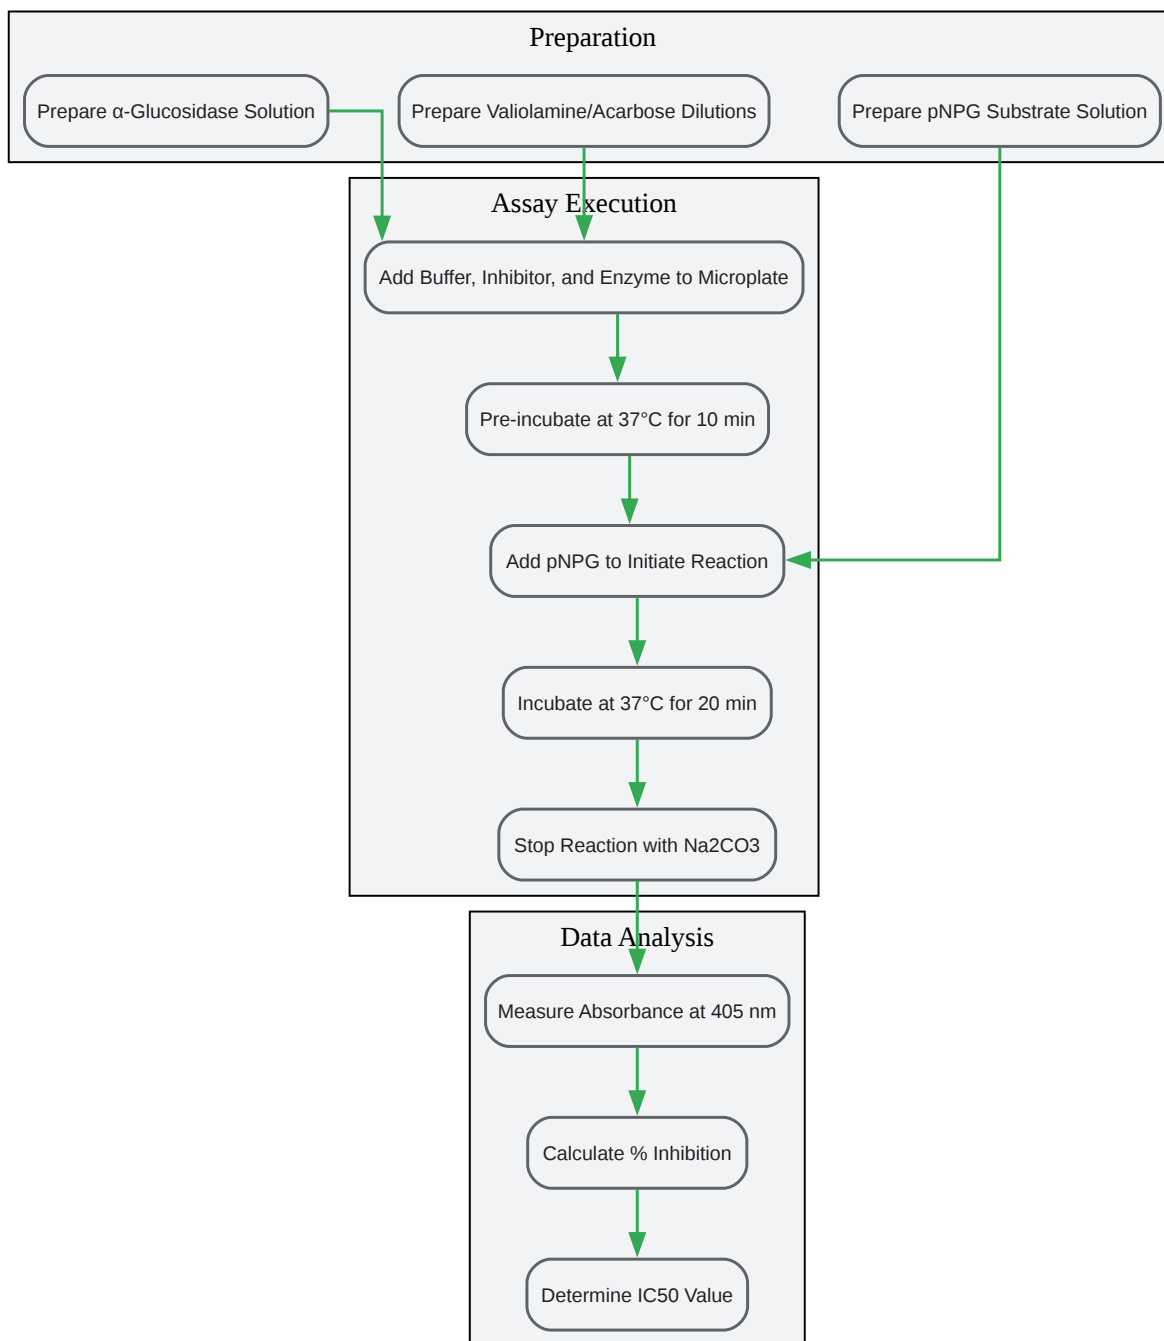 Preparation
Prepare α-Glucosidase Solution
Prepare Valiolamine/Acarbose Dilutions
Prepare pNPG Substrate Solution
Assay Execution
Add Buffer, Inhibitor, and Enzyme to Microplate
Pre-incubate at 37°C for 10 min
Add pNPG to Initiate Reaction
Incubate at 37°C for 20 min
Stop Reaction with Na2CO3
Data Analysis
Measure Absorbance at 405 nm
Calculate % Inhibition
Determine IC50 Value